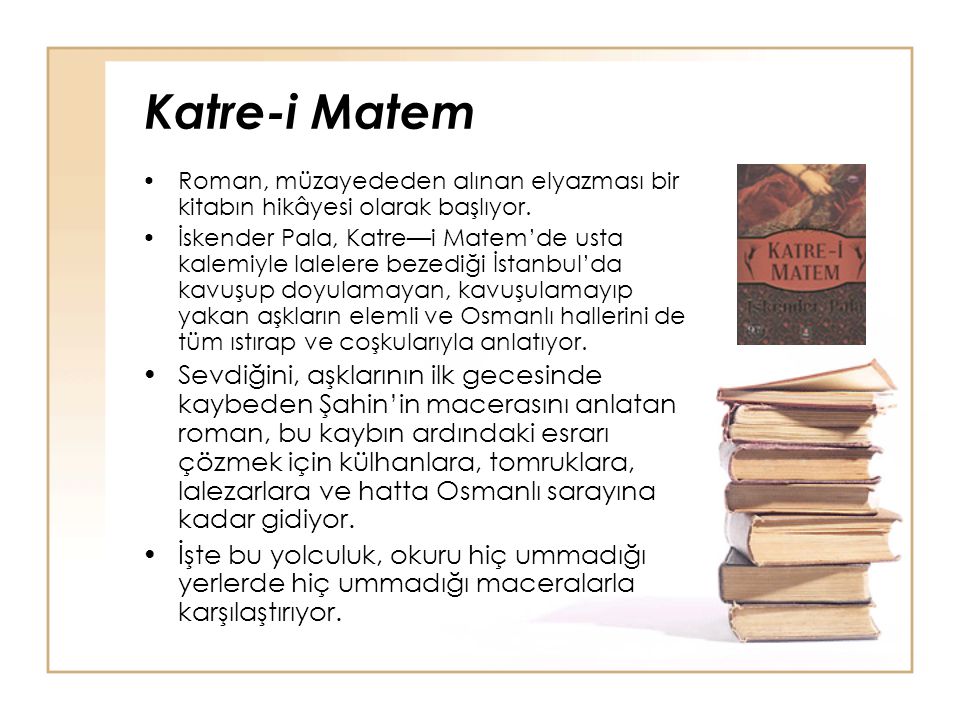 Katre-i Matem
• Roman, müzayededen alınan elyazması bir
kitabın hikâyesi olarak başlıyor.
• İskender Pala, Katre—i Matem’de usta
kalemiyle lalelere bezediği İstanbul’da
kavuşup doyulamayan, kavuşulamayıp
yakan aşkların elemli ve Osmanlı hallerini de
tüm ıstırap ve coşkularıyla anlatıyor.
• Sevdiğini, aşklarının ilk gecesinde
kaybeden Şahin’in macerasını anlatan
roman, bu kaybın ardındaki esrarı
çözmek için külhanlara, tomruklara,
lalezarlara ve hatta Osmanlı sarayına
kadar gidiyor.
• İşte bu yolculuk, okuru hiç ummadığı
yerlerde hiç ummadığı maceralarla
karşılaştırıyor.
KATRE-İ
MATEM
İskender Pala